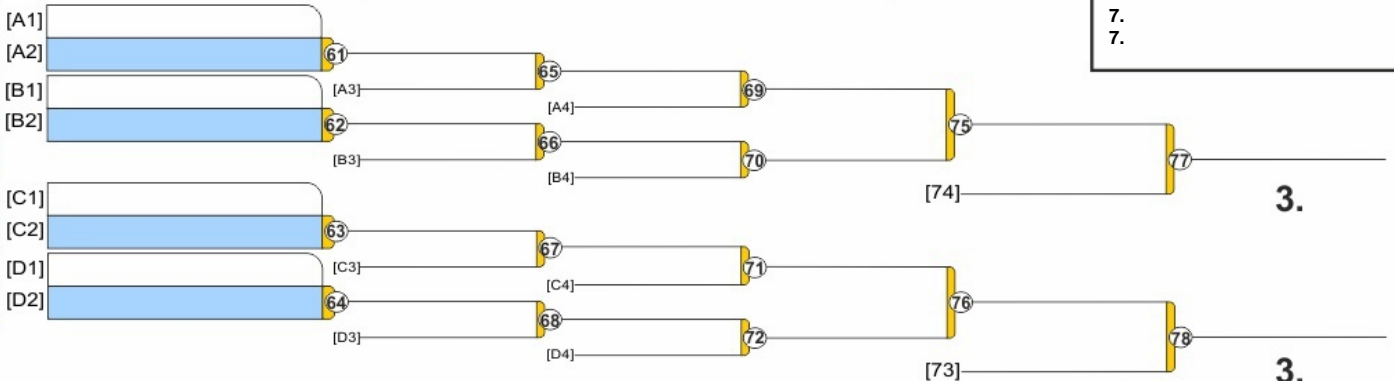 7.
7.
[A1]
[A2]
61
[A3]
65
[A4]
69
[B1]
[B2]
62
[B3]
66
[B4]
70
75
[74]
77
3.
[C1]
[C2]
63
[C3]
67
[C4]
71
[D1]
[D2]
64
[D3]
68
[D4]
72
76
[73]
78
3.